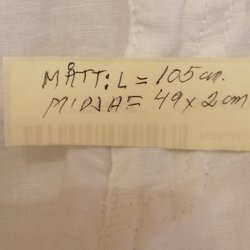 MÅTT: L = 105 cm.
MIDJA = 49 x 2 cm